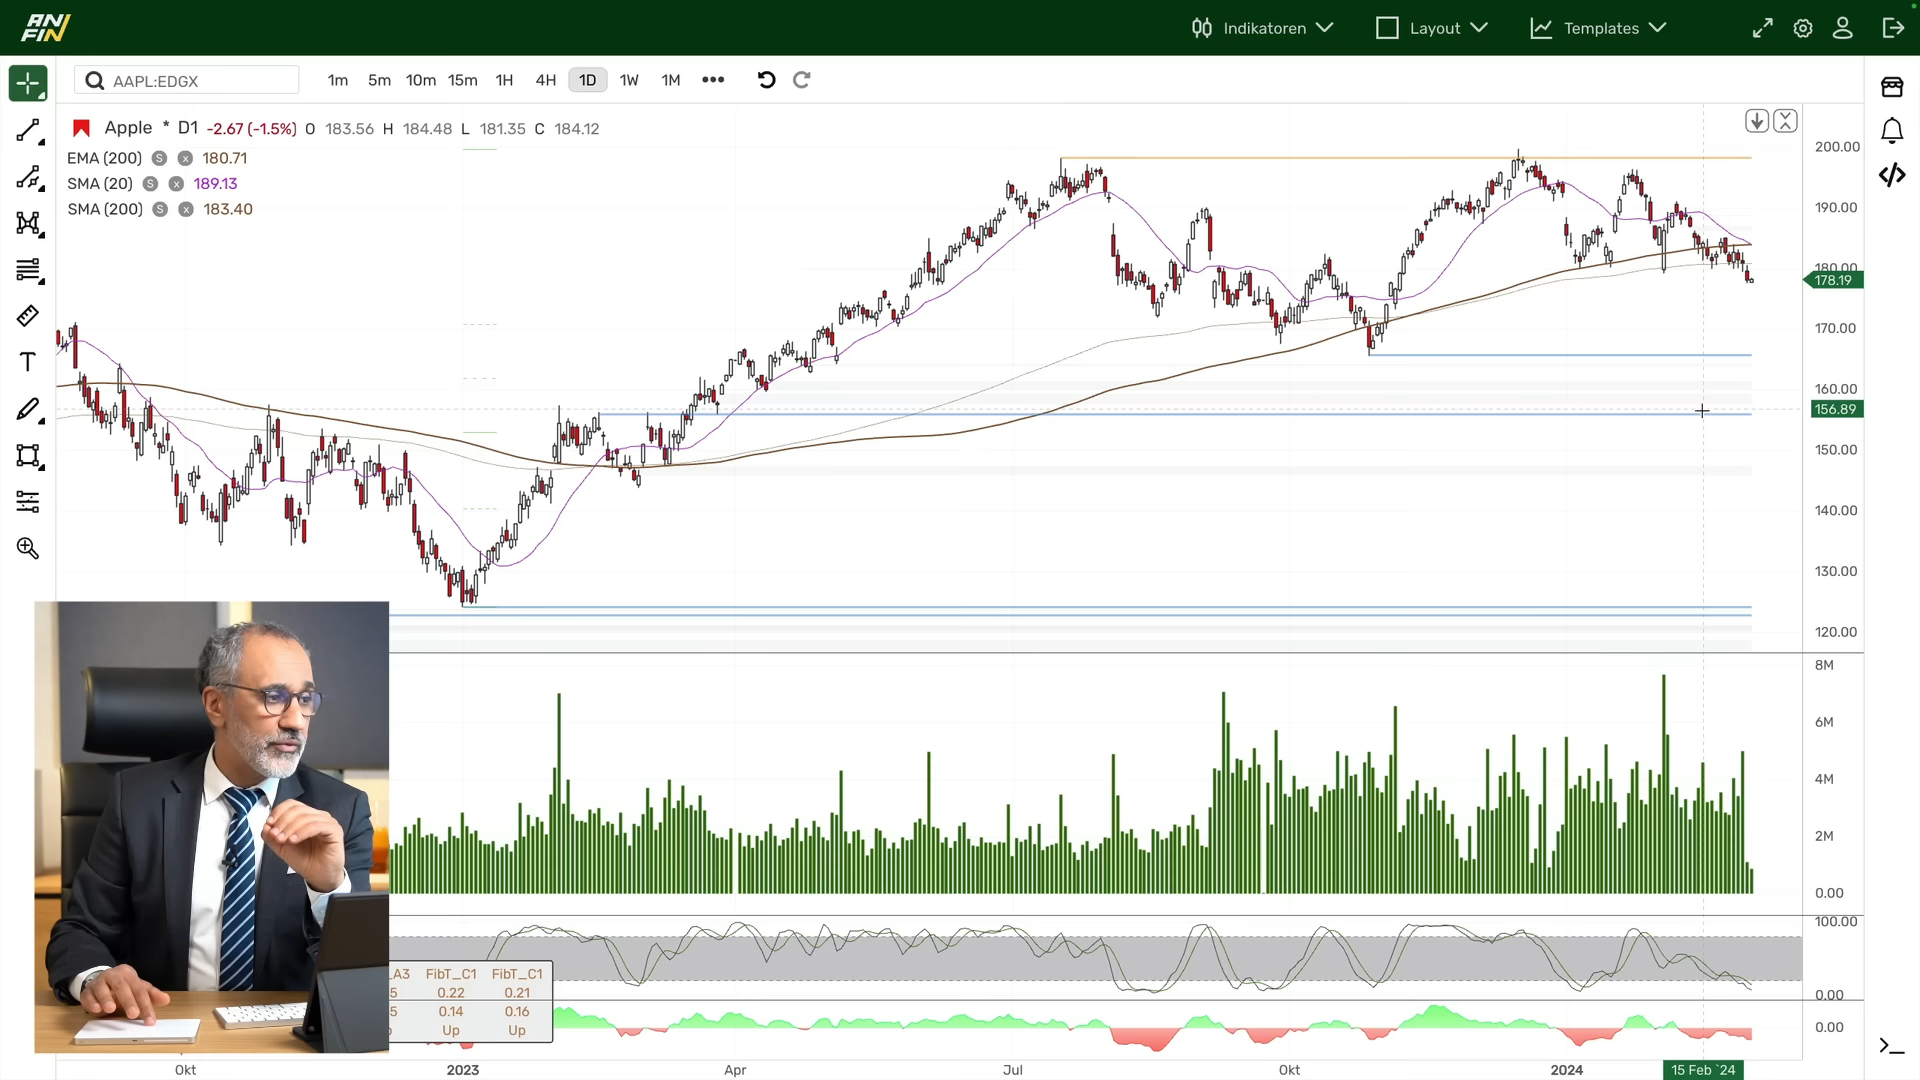 ANFIN
Indikatoren
Layout
Templates
AAPL:EDGX
1m 5m 10m 15m 1H 4H 1D 1W 1M •••
Apple * D1 -2.67 (-1.5%) O 183.56 H 184.48 L 181.35 C 184.12
EMA (200) S x 180.71
SMA (20) S x 189.13
SMA (200) S x 183.40
200.00
190.00
180.00
178.19
170.00
160.00
156.89
150.00
140.00
130.00
120.00
8M
6M
4M
2M
0.00
100.00
0.00
0.00
_A3 FibT_C1 FibT_C1
5 0.22 0.21
5 0.14 0.16
Up Up
Okt 2023 Apr Jul Okt 2024 15 Feb `24